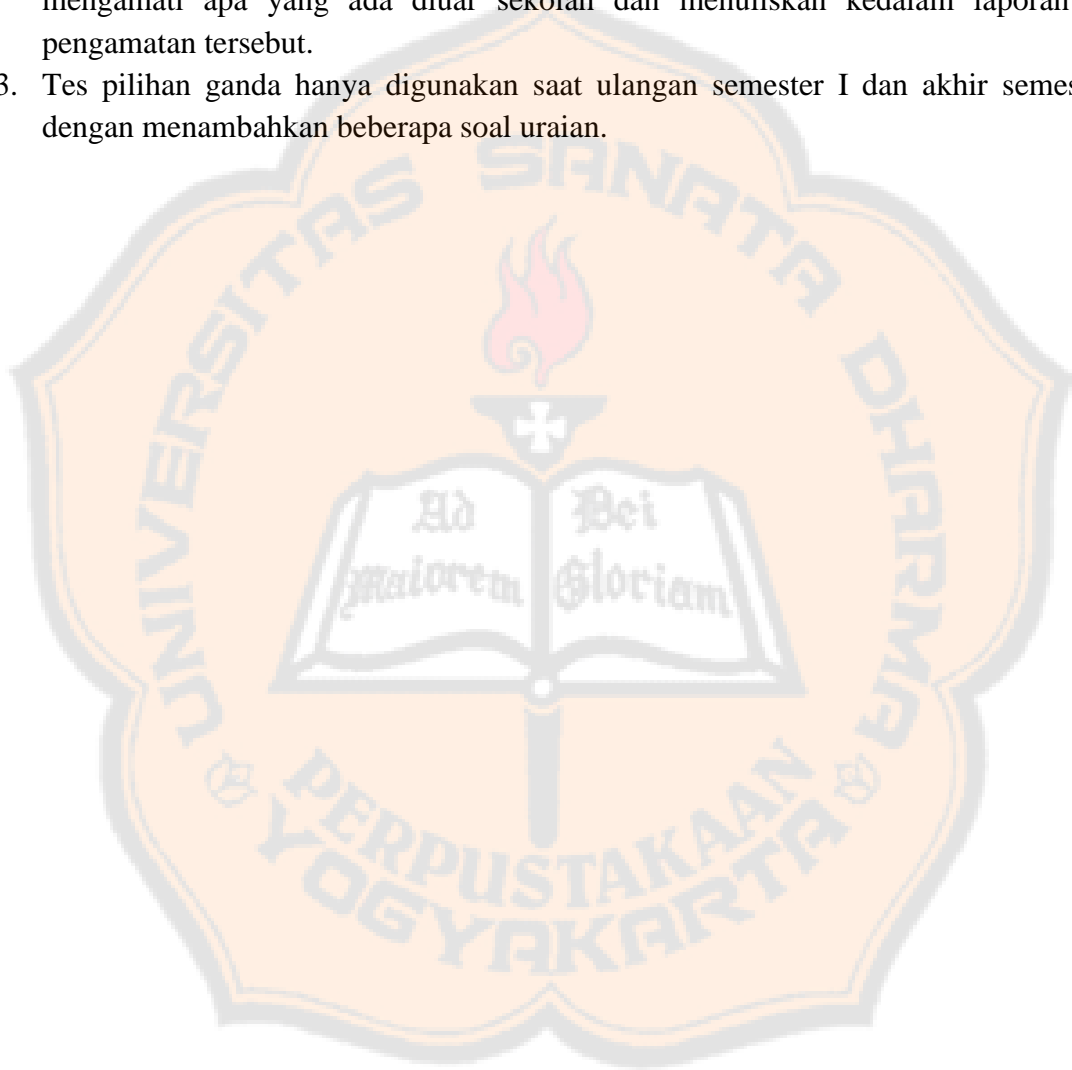 mengamati apa yang ada diluar sekolah dan menuliskan kedalam laporan
pengamatan tersebut.
3. Tes pilihan ganda hanya digunakan saat ulangan semester I dan akhir
dengan menambahkan beberapa soal uraian.
UNIVERSITAS SANATA DHARMA
Ad Dei
Maiorem Gloriam
PERPUSTAKAAN
YOGYAKARTA